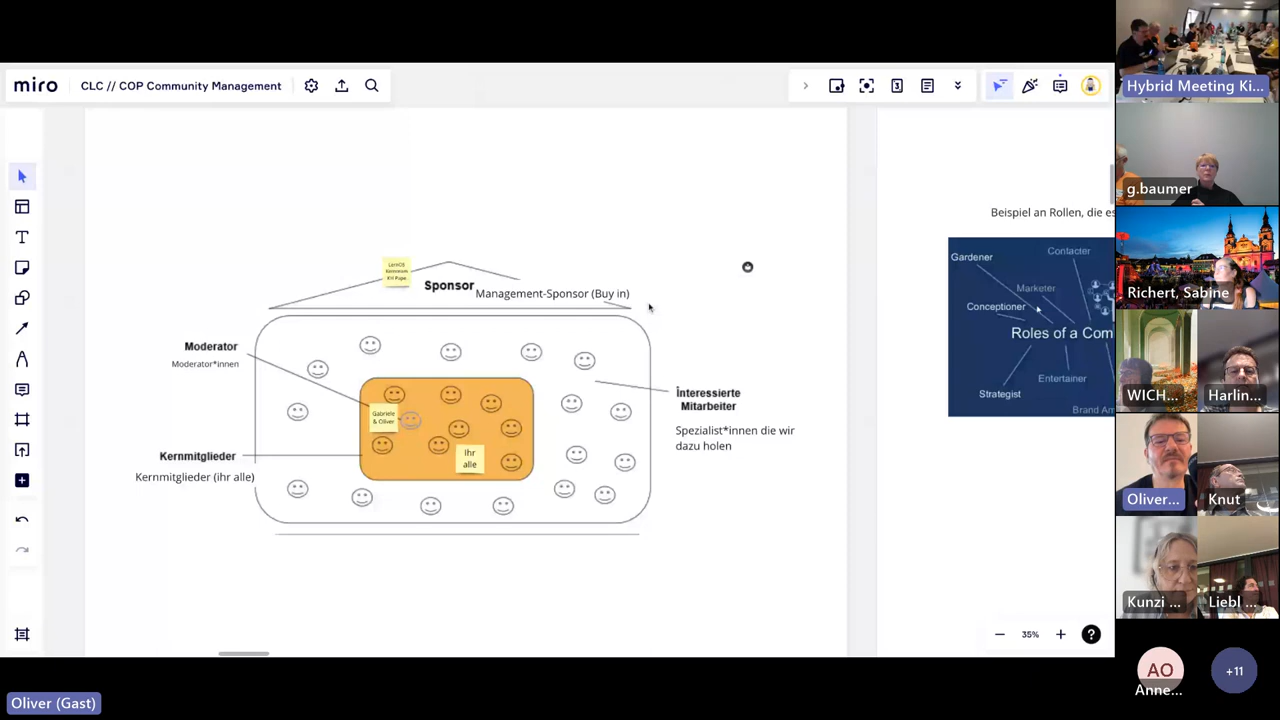 miro
CLC // COP Community Management
LernOS
Sponsor
Management-Sponsor (Buy in)
Moderator
Moderator*innen
Gabriele
& Oliver
Ihr
alle
Kernmitglieder
Kernmitglieder (ihr alle)
Interessierte
Mitarbeiter
Spezialist*innen die wir
dazu holen
Beispiel an Rollen, die es
Gardener
Contacter
Marketer
Conceptioner
Roles of a Com
Entertainer
Strategist
Brand Am
35%
Oliver (Gast)
Hybrid Meeting Ki...
g.baumer
Richert, Sabine
WICH...
Harlin...
Oliver...
Knut
Kunzi ...
Liebl ...
AO
Anne...
+11